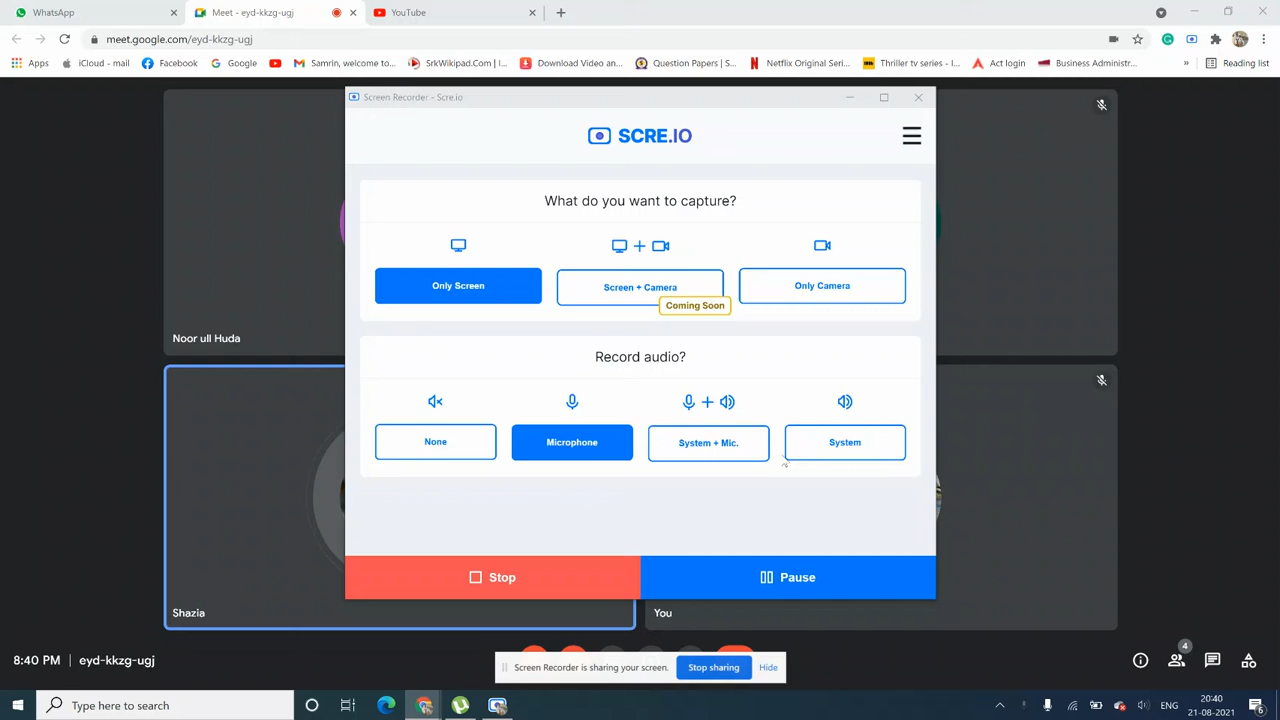 WhatsApp
Meet - eyd-kkzg-ugj
YouTube
meet.google.com/eyd-kkzg-ugj
Apps
iCloud - mail
Facebook
Google
Samrin, welcome to...
SrkWikipad.Com |...
Download Video an...
Question Papers | S...
Netflix Original Seri...
Thriller tv series - I...
Act login
Business Administr...
»
Reading list
Screen Recorder - Scre.io
SCRE.IO
What do you want to capture?
Only Screen
Screen + Camera
Only Camera
Coming Soon
Noor ull Huda
Record audio?
None
Microphone
System + Mic.
System
Stop
Pause
Shazia
You
8:40 PM | eyd-kkzg-ugj
Screen Recorder is sharing your screen.
Stop sharing
Hide
4
Type here to search
ENG
20:40
21-08-2021
6